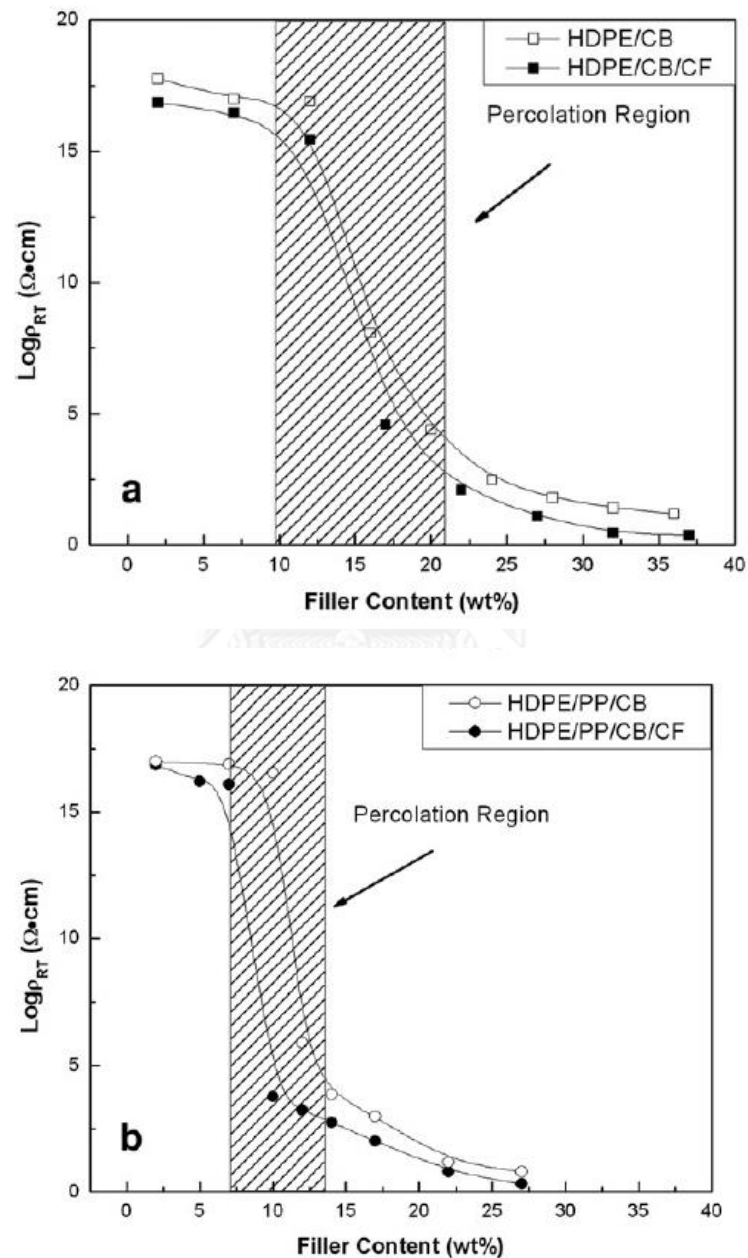 20
15
10
5
0
Logρ_RT (Ω•cm)
HDPE/CB
HDPE/CB/CF
Percolation Region
a
0 5 10 15 20 25 30 35 40
Filler Content (wt%)
20
15
10
5
0
Logρ_RT (Ω•cm)
HDPE/PP/CB
HDPE/PP/CB/CF
Percolation Region
b
0 5 10 15 20 25 30 35 40
Filler Content (wt%)